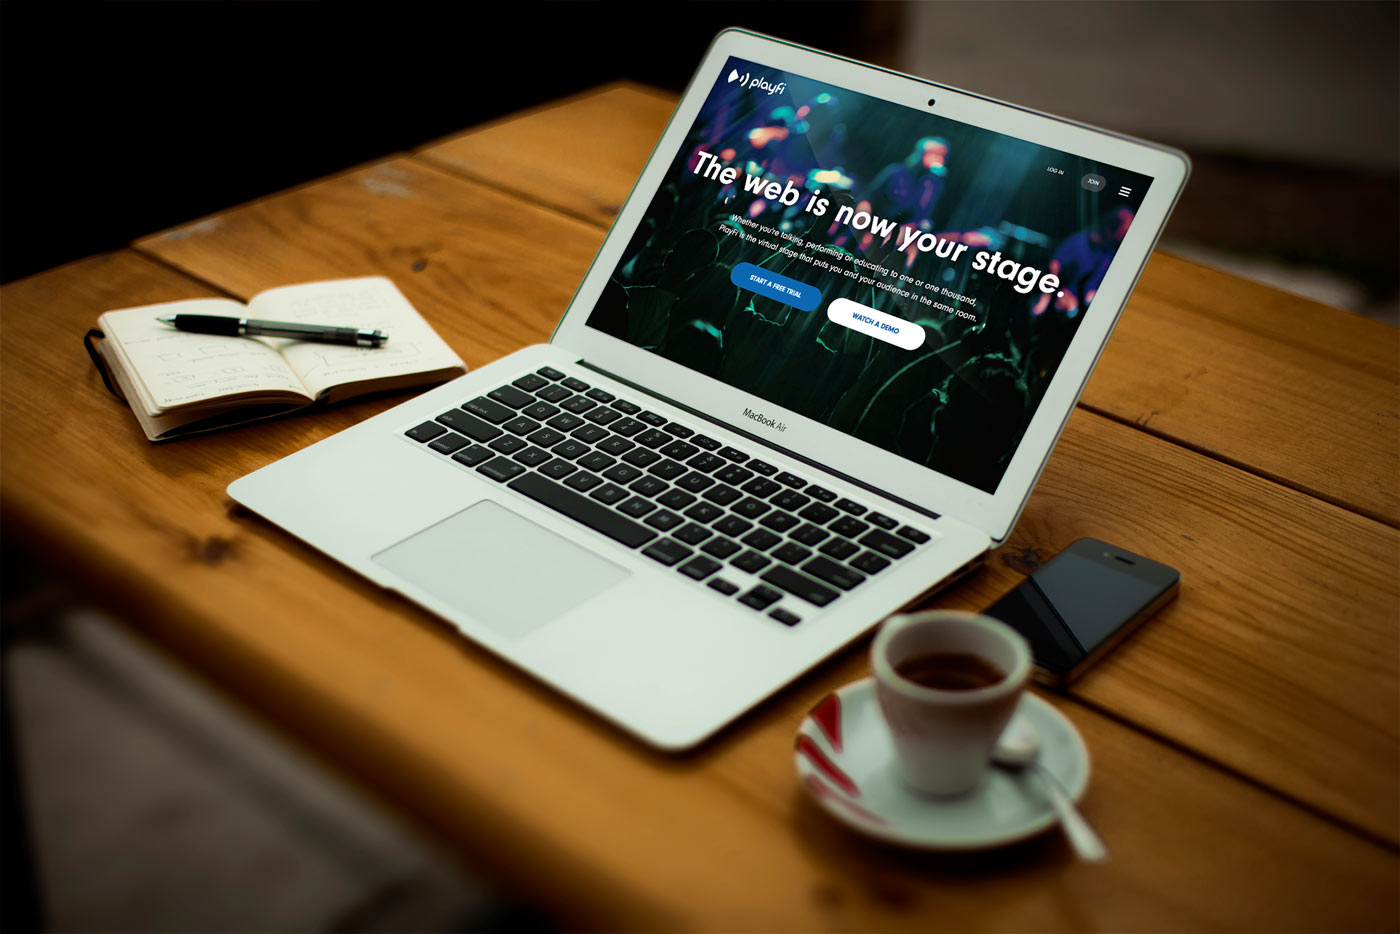 playfi
LOG IN
JOIN
The web is now your stage.
Whether you're talking, performing or educating to one or one thousand,
PlayFi is the virtual stage that puts you and your audience in the same room.
START A FREE TRIAL
WATCH A DEMO
MacBook Air